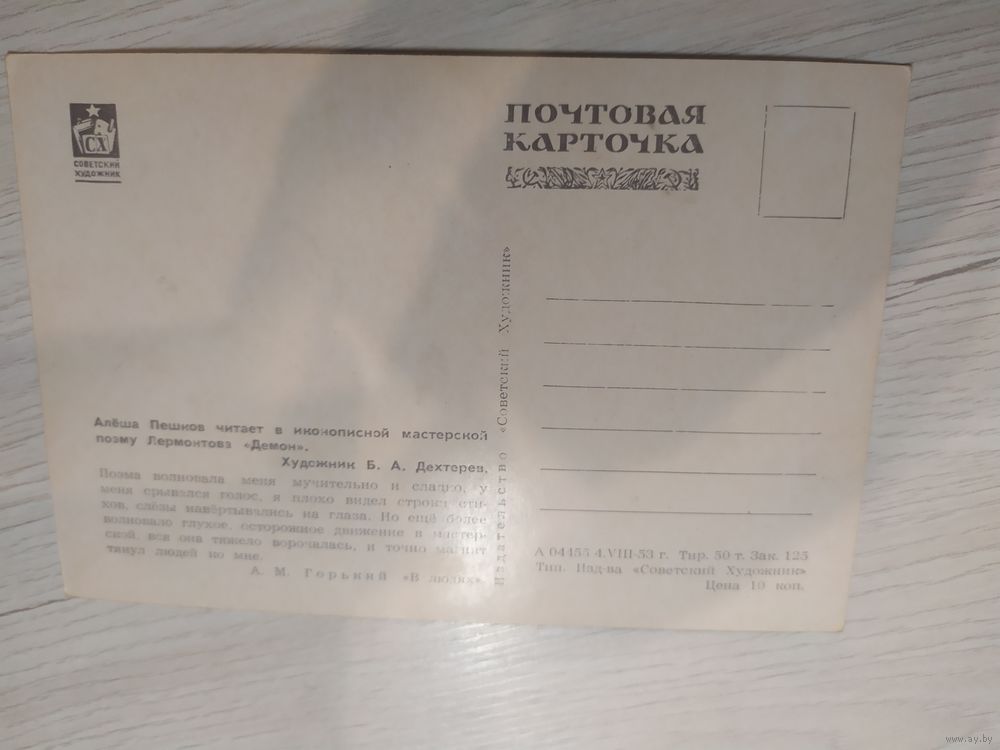 СХ
СОВЕТСКИЙ
ХУДОЖНИК
ПОЧТОВАЯ
КАРТОЧКА
Алёша Пешков читает в иконописной мастерской
поэму Лермонтова «Демон».
Художник Б. А. Дехтерев.
Поэма волновала меня мучительно и сладко, у
меня срывался голос, я плохо видел строки сти-
хов, слёзы навёртывались на глаза. Но ещё более
волновало глухое, осторожное движение в мастер-
ской, вся она тяжело ворочалась, и точно магнит
тянул людей ко мне.
А. М. Горький «В людях».
Издательство «Советский Художник»
А 04455 4.VIII-53 г. Тир. 50 т. Зак. 125
Тип. Изд-ва «Советский Художник»
Цена 10 коп.
www.ay.by